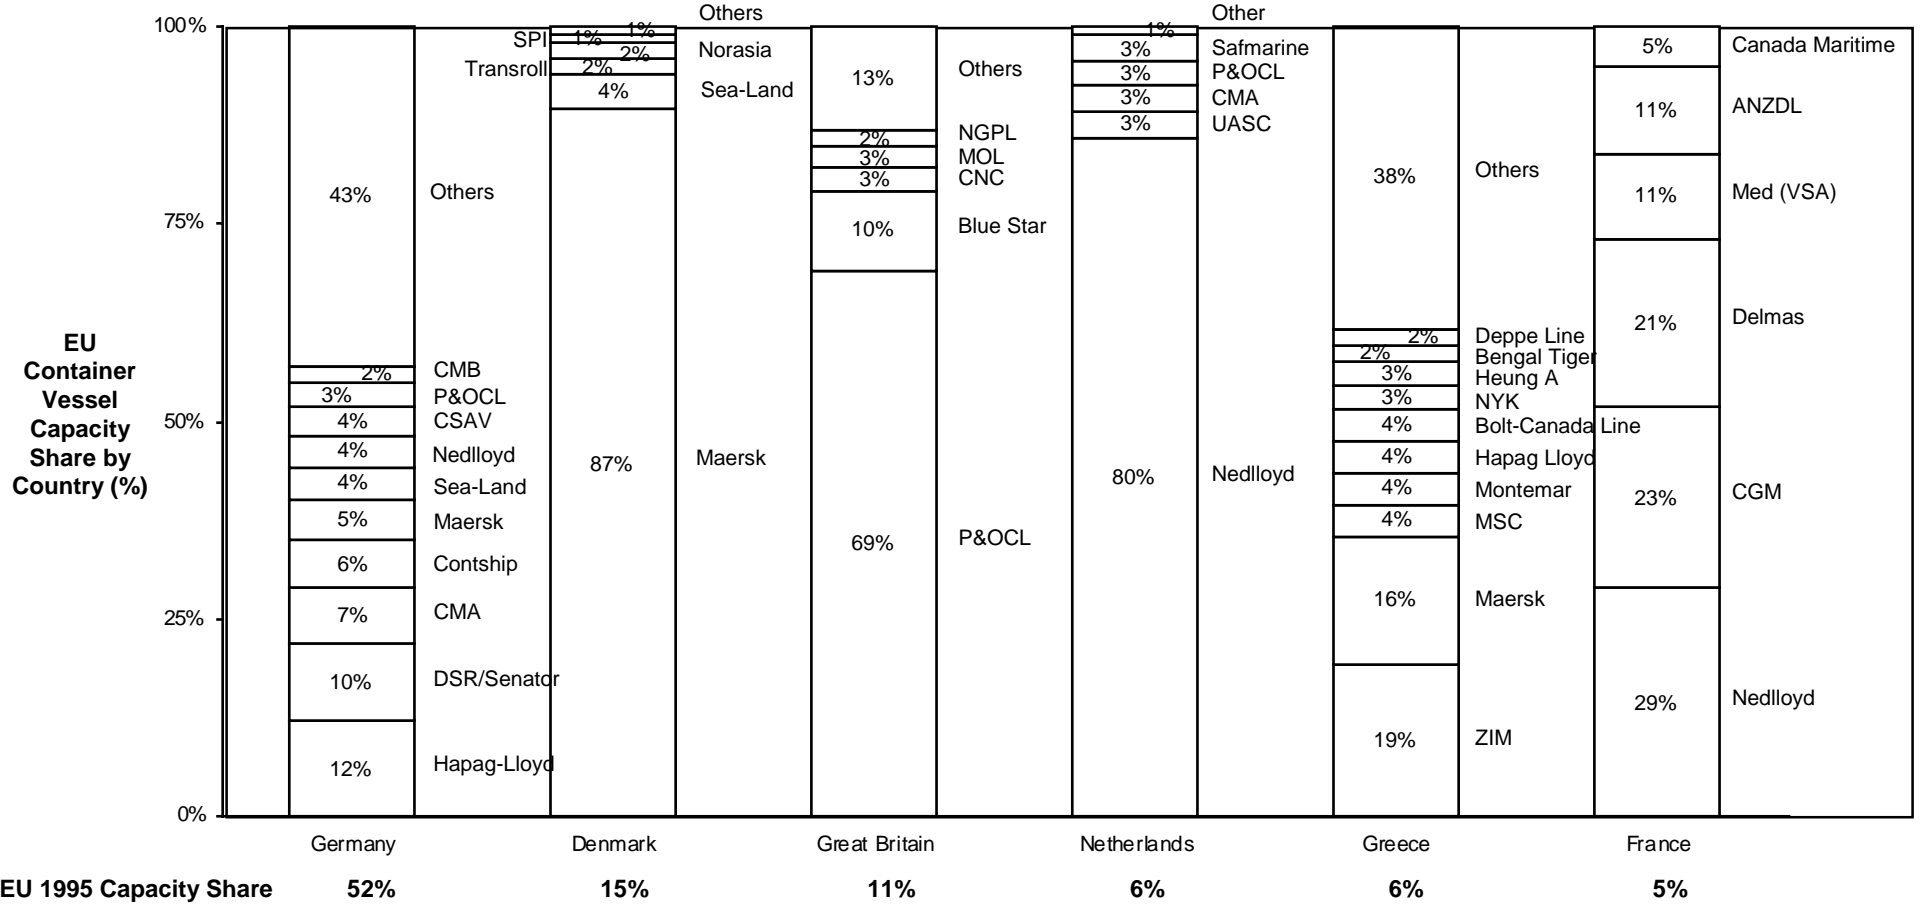 EU
Container
Vessel
Capacity
Share by
Country (%)
100%
75%
50%
25%
0%
43% Others
2% CMB
3% P&OCL
4% CSAV
4% Nedlloyd
4% Sea-Land
5% Maersk
6% Contship
7% CMA
10% DSR/Senator
12% Hapag-Lloyd
1% Others
SPI 1%
2% Norasia
Transroll 2%
4% Sea-Land
87% Maersk
13% Others
2% NGPL
3% MOL
3% CNC
10% Blue Star
69% P&OCL
1% Other
3% Safmarine
3% P&OCL
3% CMA
3% UASC
80% Nedlloyd
38% Others
2% Deppe Line
2% Bengal Tiger
3% Heung A
3% NYK
4% Bolt-Canada Line
4% Hapag Lloyd
4% Montemar
4% MSC
16% Maersk
19% ZIM
5% Canada Maritime
11% ANZDL
11% Med (VSA)
21% Delmas
23% CGM
29% Nedlloyd
Germany Denmark Great Britain Netherlands Greece France
EU 1995 Capacity Share 52% 15% 11% 6% 6% 5%